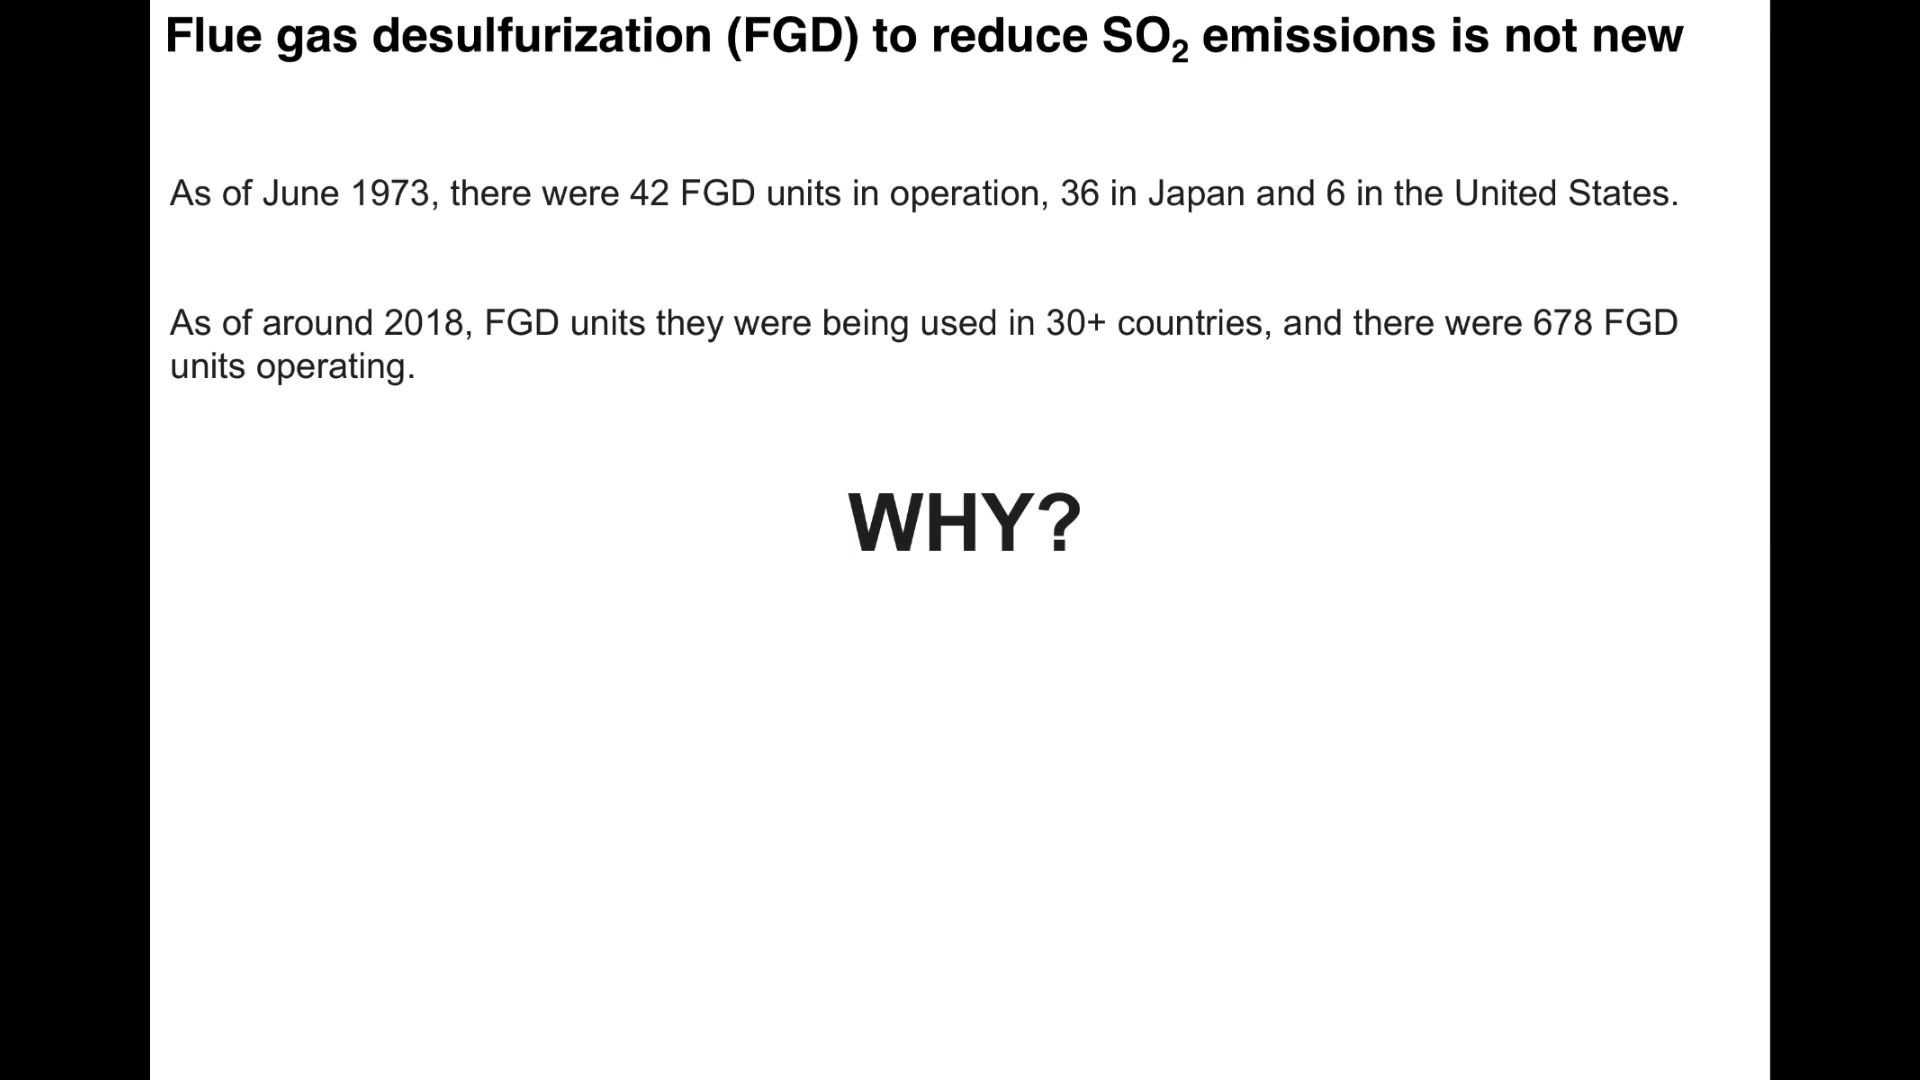 Flue gas desulfurization (FGD) to reduce SO₂ emissions is not new
As of June 1973, there were 42 FGD units in operation, 36 in Japan and 6 in the United States.
As of around 2018, FGD units they were being used in 30+ countries, and there were 678 FGD
units operating.
WHY?